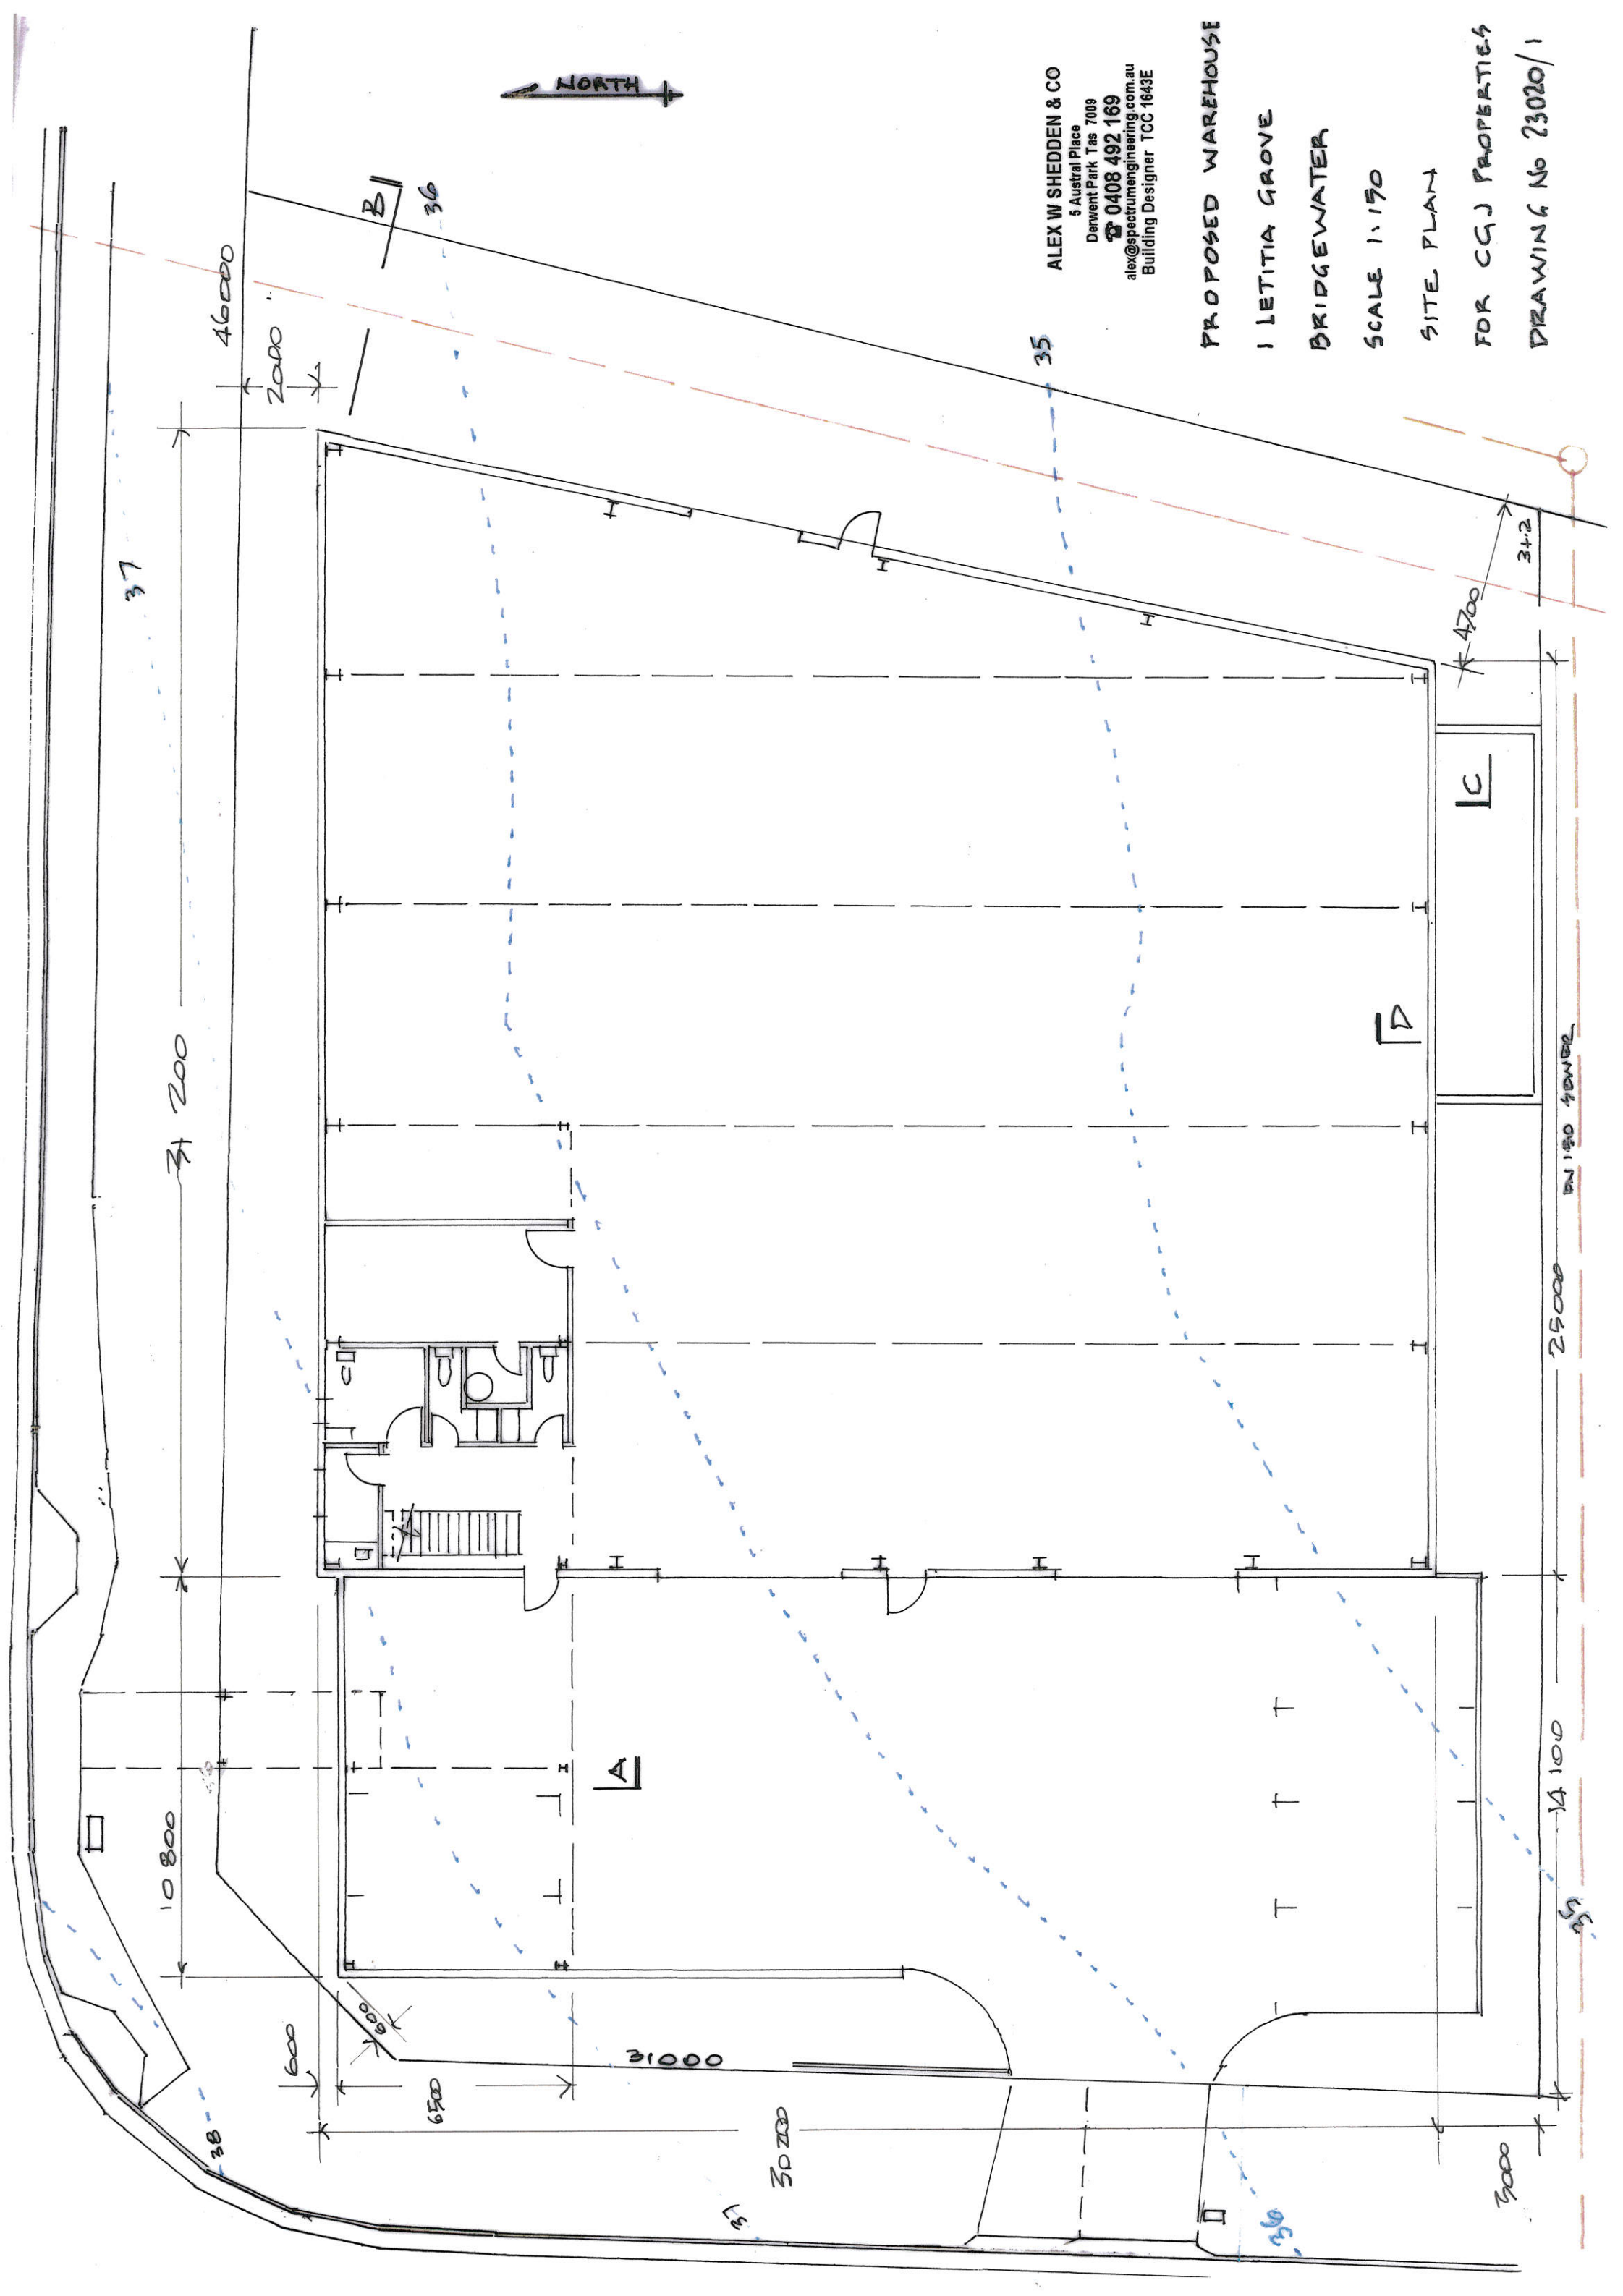 NORTH
46000
2000
B
36
37
31 200
35
C
D
4700
34.2
DN 150 SEWER
25000
10 800
A
14 100
35
600
600
6500
31000
30 200
3000
38
37
36
ALEX W SHEDDEN & CO
5 Austral Place
Derwent Park Tas 7009
☎ 0408 492 169
alex@spectrumengineering.com.au
Building Designer TCC 1643E
PROPOSED WAREHOUSE
1 LETITIA GROVE
BRIDGEWATER
SCALE 1:150
SITE PLAN
FOR CGJ PROPERTIES
DRAWING No 23020/1